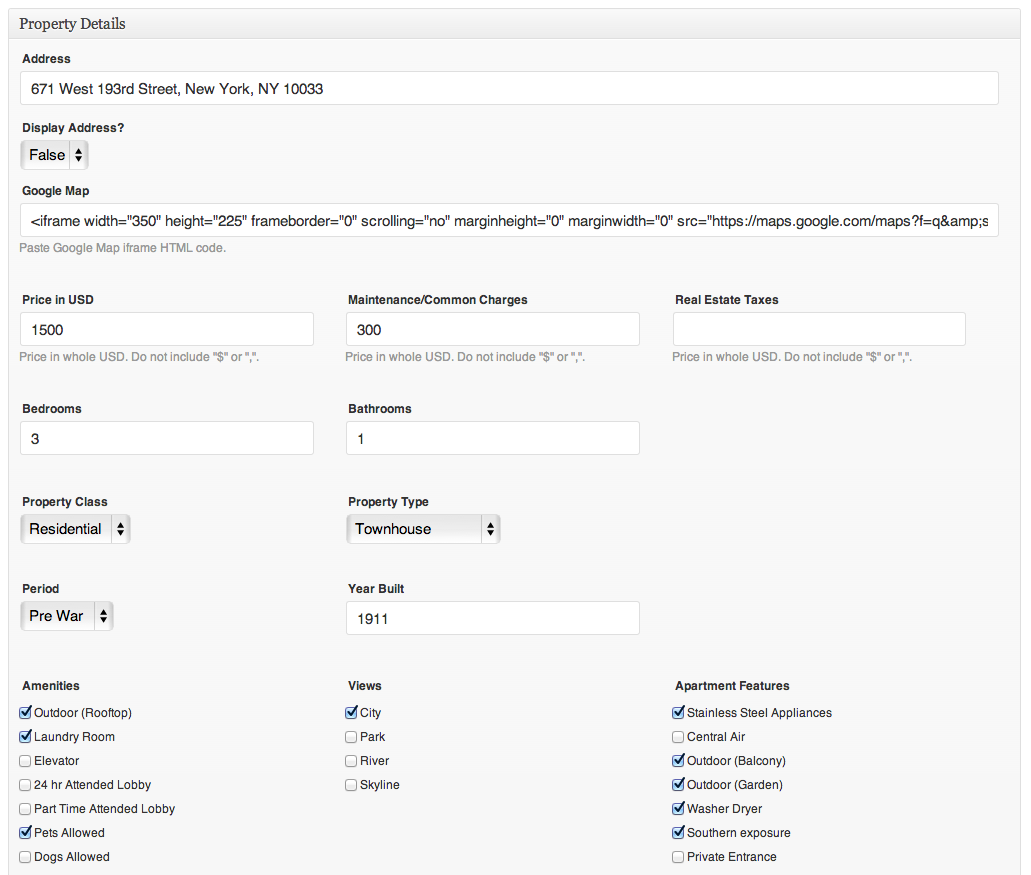 Property Details
Address
671 West 193rd Street, New York, NY 10033
Display Address?
False
Google Map
<iframe width="350" height="225" frameborder="0" scrolling="no" marginheight="0" marginwidth="0" src="https://maps.google.com/maps?f=q&amp;s
Paste Google Map iframe HTML code.
Price in USD Maintenance/Common Charges Real Estate Taxes
1500 300
Price in whole USD. Do not include "$" or ",". Price in whole USD. Do not include "$" or ",". Price in whole USD. Do not include "$" or ",".
Bedrooms Bathrooms
3 1
Property Class Property Type
Residential Townhouse
Period Year Built
Pre War 1911
Amenities Views Apartment Features
Outdoor (Rooftop) City Stainless Steel Appliances
Laundry Room Park Central Air
Elevator River Outdoor (Balcony)
24 hr Attended Lobby Skyline Outdoor (Garden)
Part Time Attended Lobby Washer Dryer
Pets Allowed Southern exposure
Dogs Allowed Private Entrance